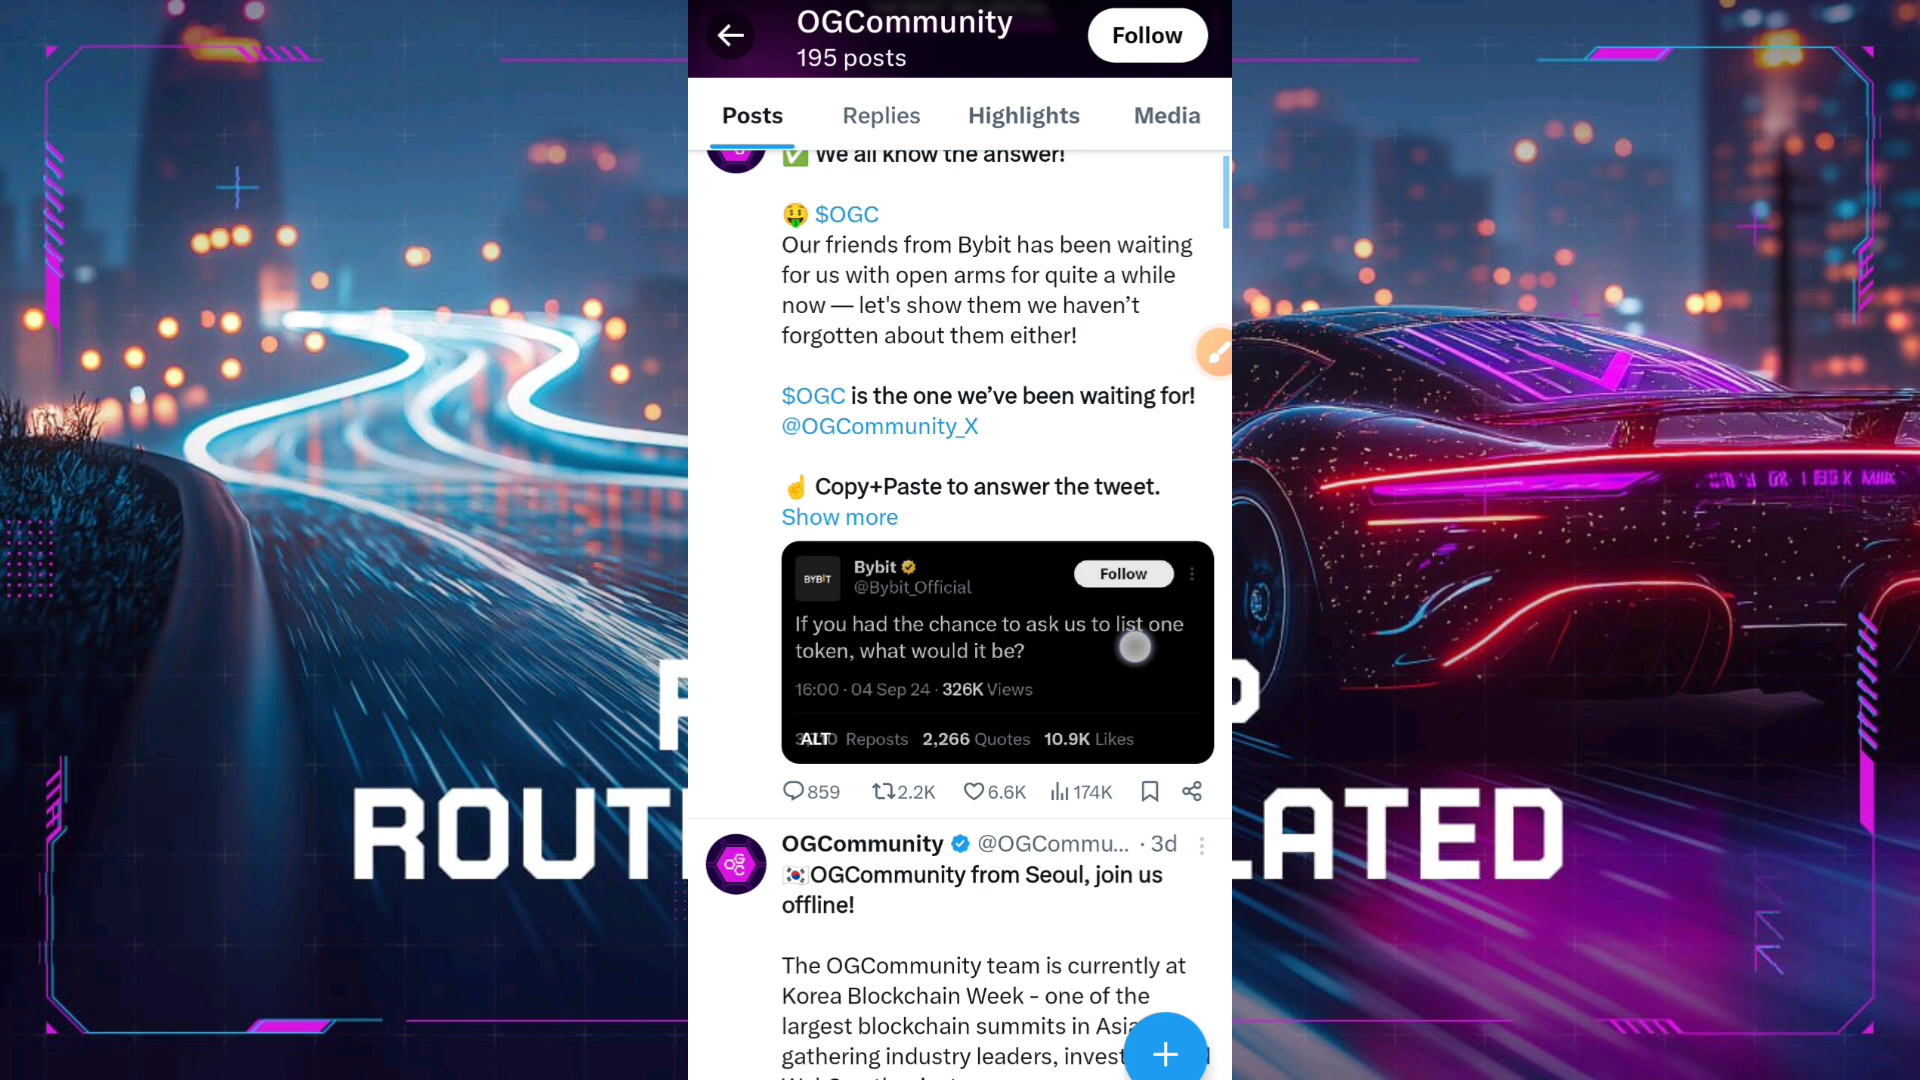 OGCommunity
195 posts
Follow
Posts Replies Highlights Media
✅ We all know the answer!
🤑 $OGC
Our friends from Bybit has been waiting
for us with open arms for quite a while
now — let's show them we haven’t
forgotten about them either!
$OGC is the one we’ve been waiting for!
@OGCommunity_X
☝️ Copy+Paste to answer the tweet.
Show more
BYBIT
Bybit
@Bybit_Official
Follow
If you had the chance to ask us to list one
token, what would it be?
16:00 · 04 Sep 24 · 326K Views
ALT Reposts 2,266 Quotes 10.9K Likes
859 2.2K 6.6K 174K
OGCommunity @OGCommu... · 3d
🇰🇷OGCommunity from Seoul, join us
offline!
The OGCommunity team is currently at
Korea Blockchain Week - one of the
largest blockchain summits in Asia
gathering industry leaders, invest
ROUT
LATED